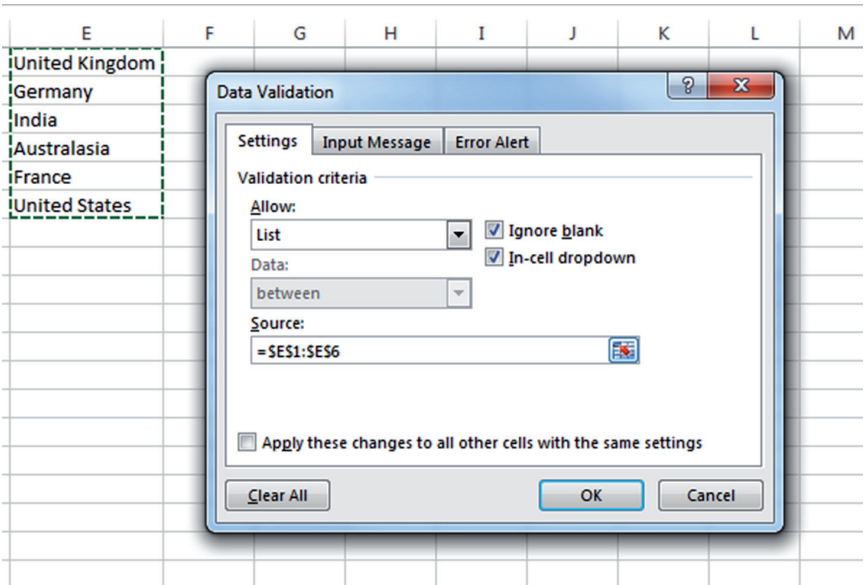 E F G H I J K L M
United Kingdom
Germany
India
Australasia
France
United States
Data Validation ?
Settings Input Message Error Alert
Validation criteria
Allow:
List
Ignore blank
In-cell dropdown
Data:
between
Source:
=$E$1:$E$6
Apply these changes to all other cells with the same settings
Clear All OK Cancel